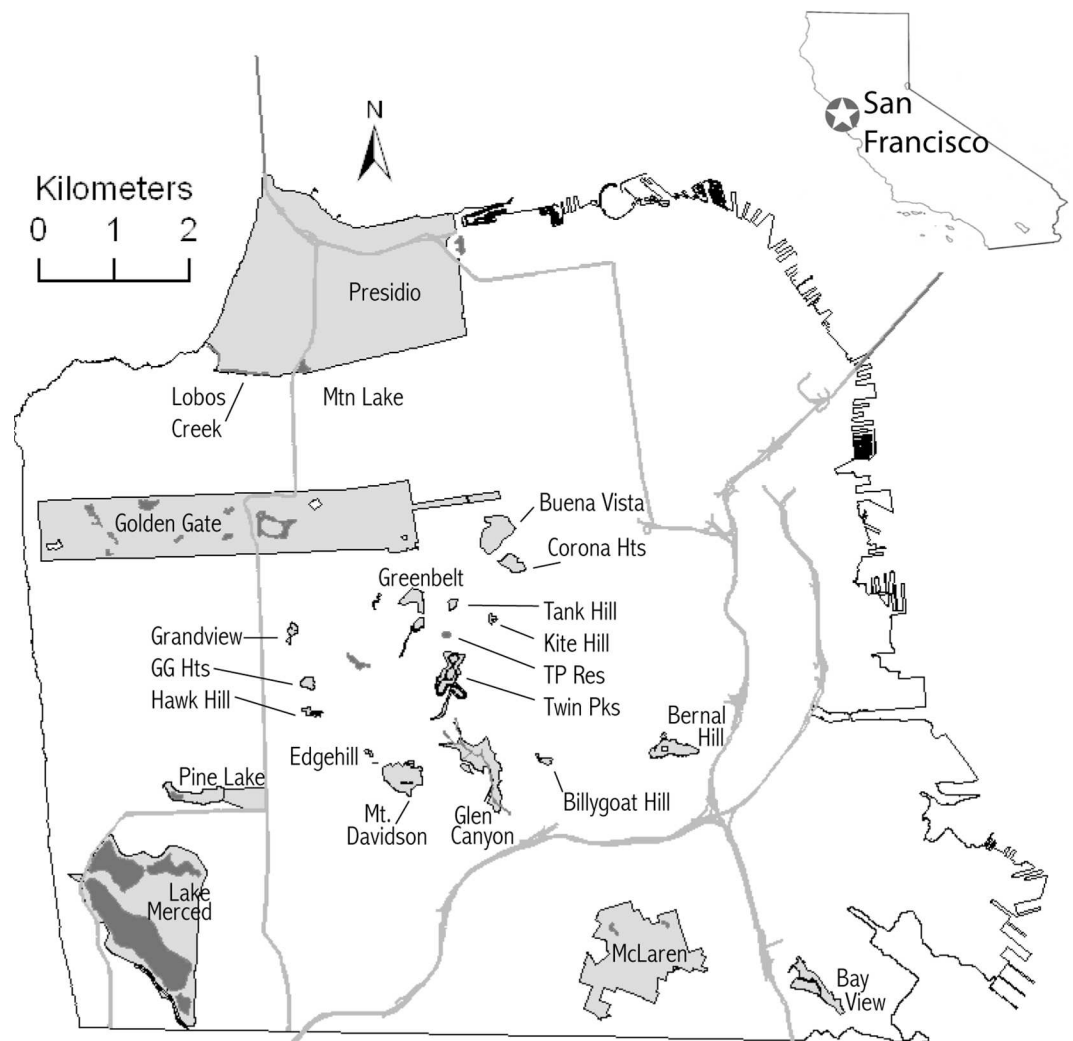 San
Francisco
N
Kilometers
0 1 2
Presidio
Lobos
Creek
Mtn Lake
Golden Gate
Buena Vista
Corona Hts
Greenbelt
Tank Hill
Kite Hill
Grandview
GG Hts
Hawk Hill
TP Res
Twin Pks
Bernal
Hill
Edgehill
Pine Lake
Mt.
Davidson
Glen
Canyon
Billygoat Hill
Lake
Merced
McLaren
Bay
View